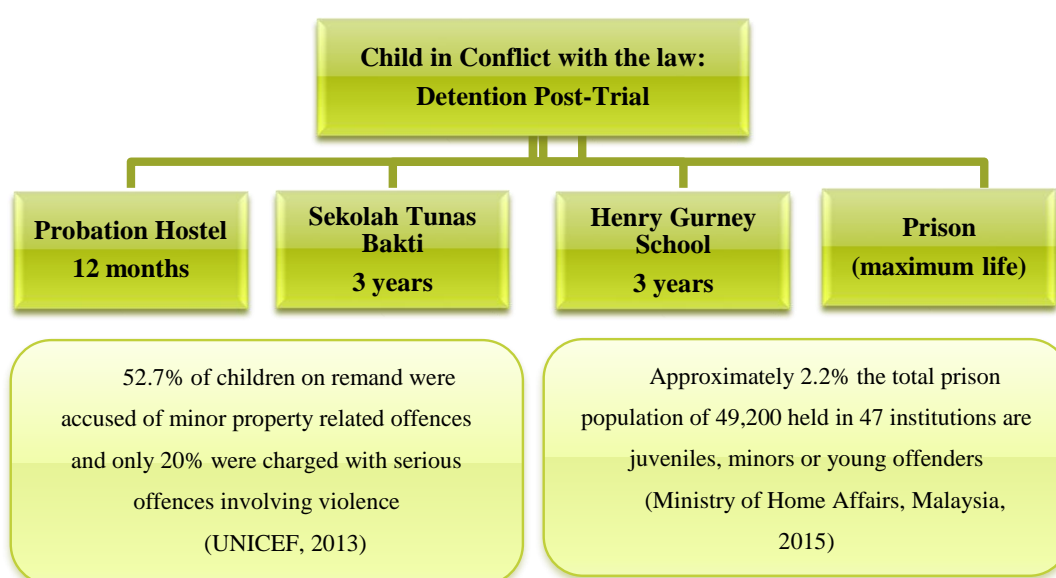 Child in Conflict with the law:
Detention Post-Trial
Probation Hostel
12 months
Sekolah Tunas
Bakti
3 years
Henry Gurney
School
3 years
Prison
(maximum life)
52.7% of children on remand were
accused of minor property related offences
and only 20% were charged with serious
offences involving violence
(UNICEF, 2013)
Approximately 2.2% the total prison
population of 49,200 held in 47 institutions are
juveniles, minors or young offenders
(Ministry of Home Affairs, Malaysia,
2015)